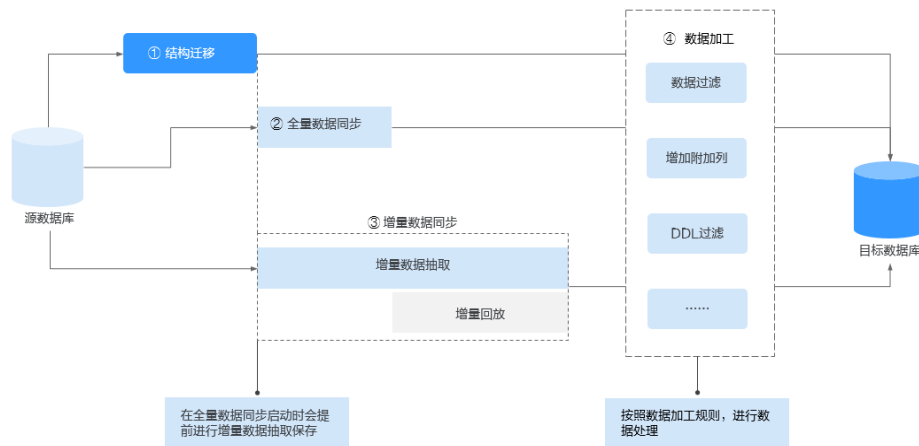 ① 结构迁移
④ 数据加工
数据过滤
② 全量数据同步
增加附加列
源数据库
③ 增量数据同步
DDL过滤
目标数据库
增量数据抽取
增量回放
......
在全量数据同步启动时会提
前进行增量数据抽取保存
按照数据加工规则，进行数
据处理